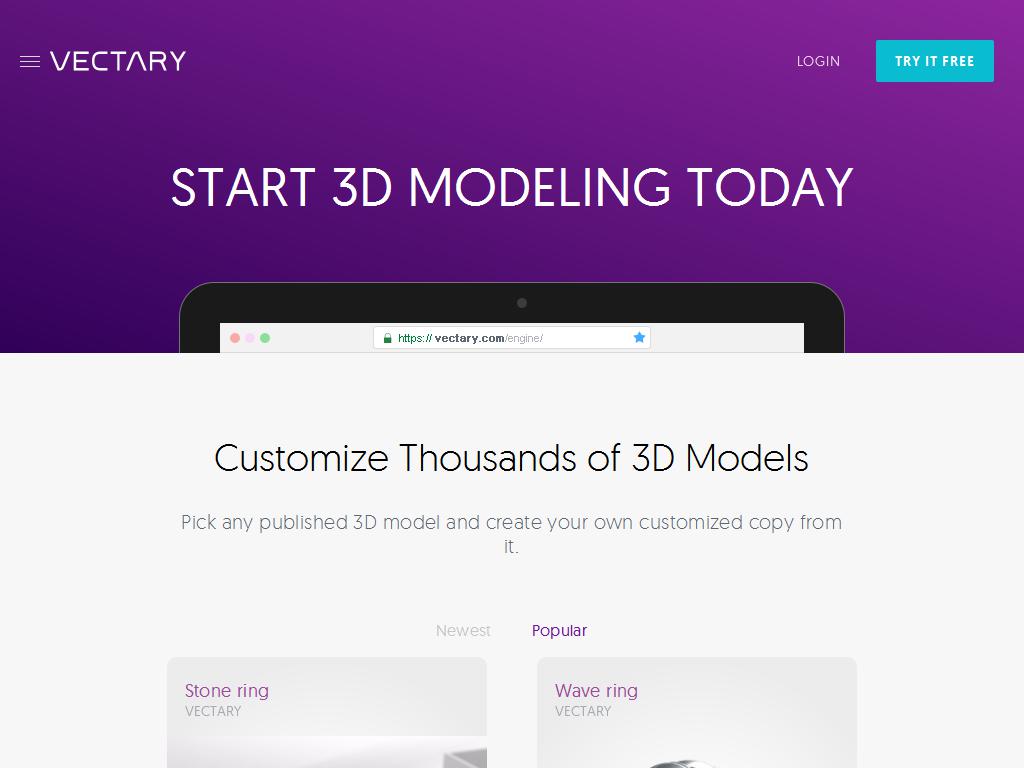 VECTARY
LOGIN
TRY IT FREE
START 3D MODELING TODAY
https://vectary.com/engine/
Customize Thousands of 3D Models
Pick any published 3D model and create your own customized copy from
it.
Newest
Popular
Stone ring
VECTARY
Wave ring
VECTARY